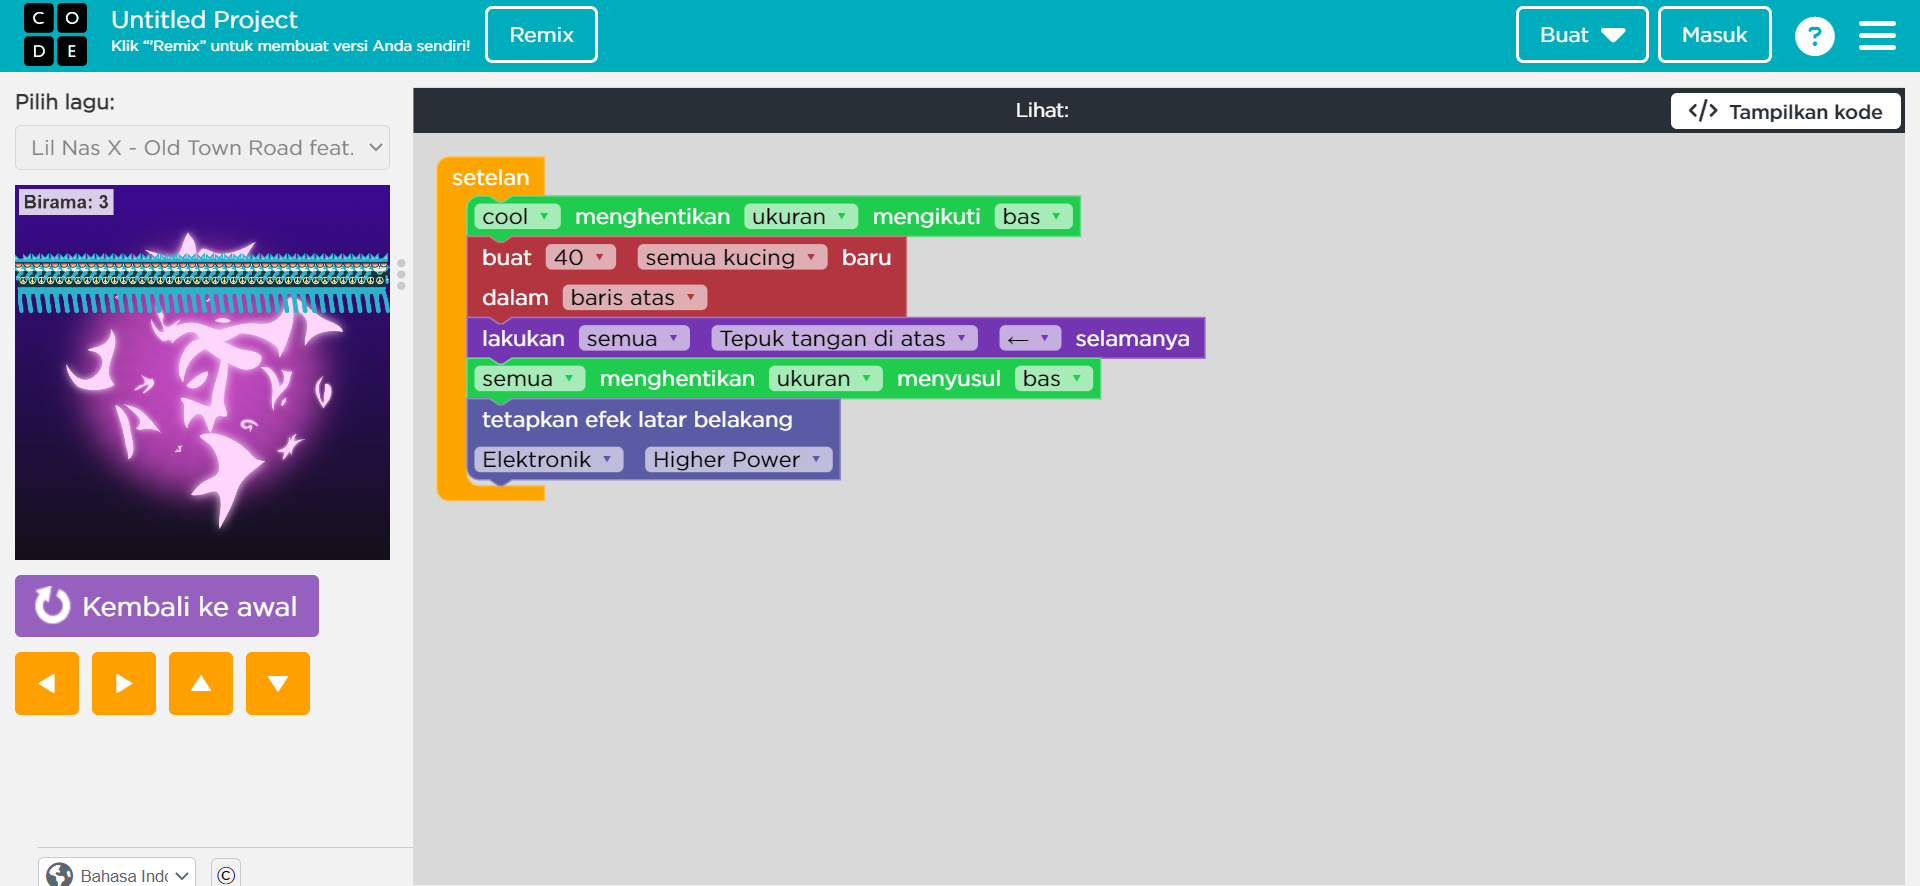 C O
D E
Untitled Project
Klik “”Remix” untuk membuat versi Anda sendiri!
Remix
Buat
Masuk
?
Pilih lagu:
Lil Nas X - Old Town Road feat.
Lihat:
</> Tampilkan kode
Birama: 3
setelan
cool menghentikan ukuran mengikuti bas
buat 40 semua kucing baru
dalam baris atas
lakukan semua Tepuk tangan di atas ← selamanya
semua menghentikan ukuran menyusul bas
tetapkan efek latar belakang
Elektronik Higher Power
Kembali ke awal
Bahasa Indo
©